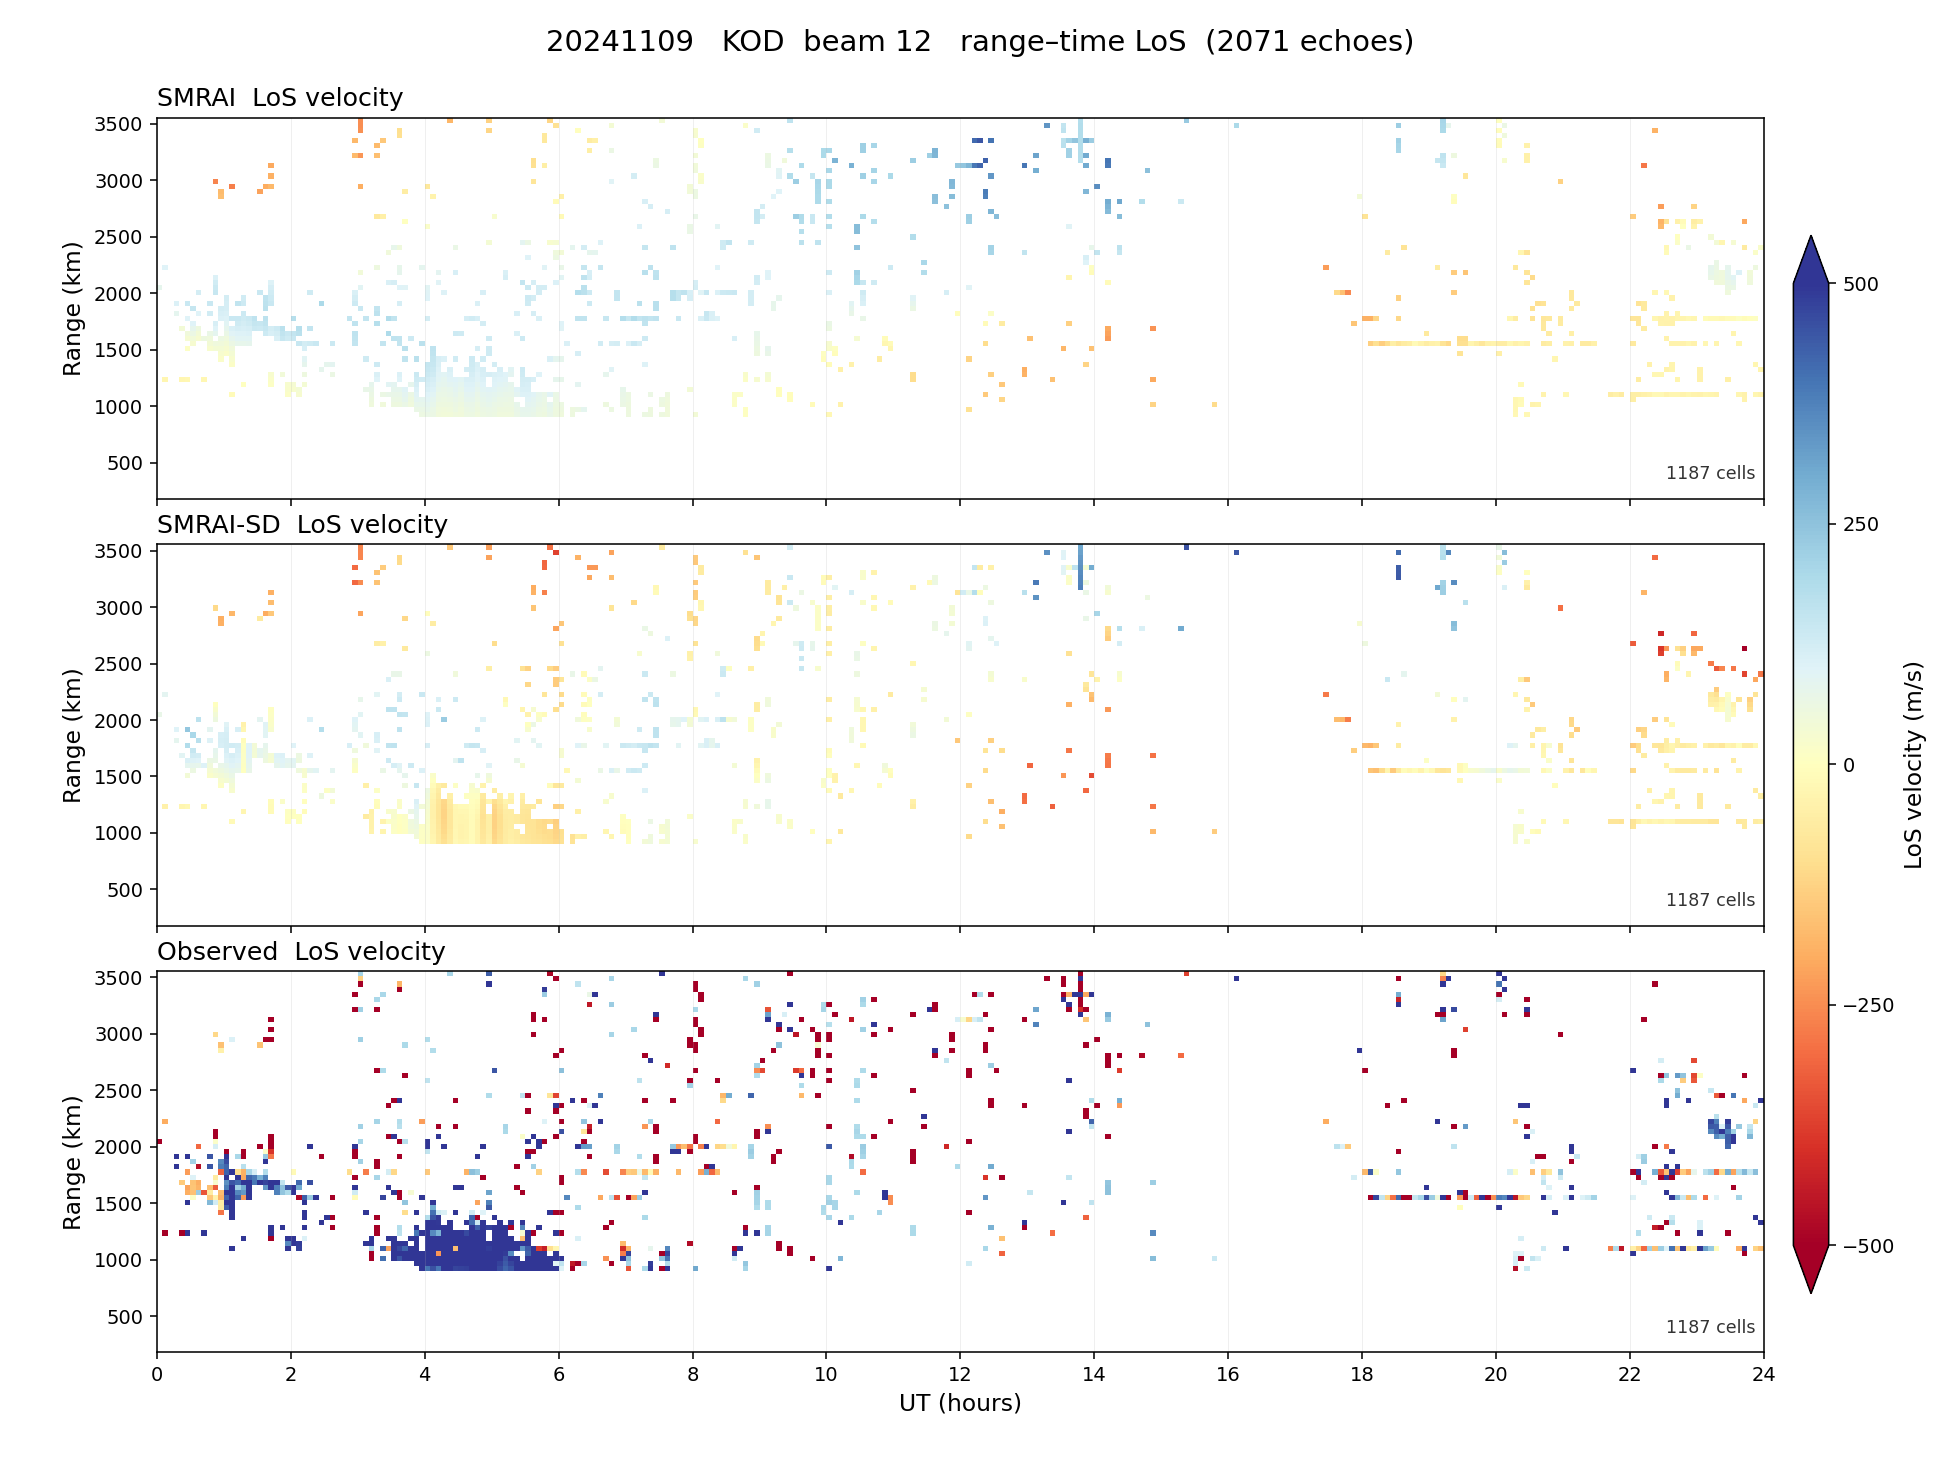 20241109   KOD  beam 12   range–time LoS  (2071 echoes)
SMRAI  LoS velocity
3500
3000
2500
2000
1500
1000
500
Range (km)
1187 cells
SMRAI-SD  LoS velocity
3500
3000
2500
2000
1500
1000
500
Range (km)
1187 cells
Observed  LoS velocity
3500
3000
2500
2000
1500
1000
500
Range (km)
1187 cells
0 2 4 6 8 10 12 14 16 18 20 22 24
UT (hours)
500
250
0
−250
−500
LoS velocity (m/s)